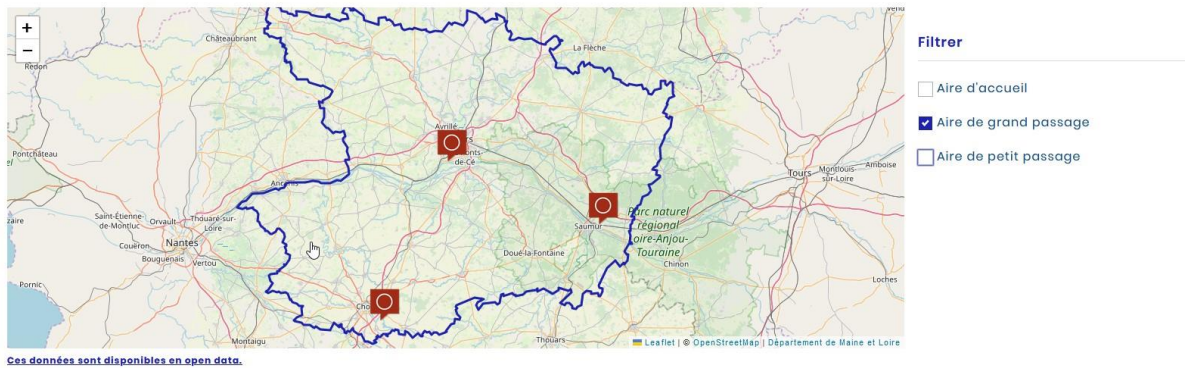 +
−
Châteaubriant
Redon
La Flèche
Filtrer
Aire d'accueil
Aire de grand passage
Aire de petit passage
Avrillé
Pontchâteau
Amboise
Tours
Montlouis-
sur-Loire
Saint-Étienne-
de-Montluc
Orvault
Thouaré-sur-
Loire
Couëron
Nantes
Bouguenais
Vertou
Saumur
Parc naturel
régional
Loire-Anjou-
Touraine
Doué-la-Fontaine
Chinon
Loches
Pornic
Montaigu
Thouars
Leaflet | © OpenStreetMap | Département de Maine et Loire
Ces données sont disponibles en open data.